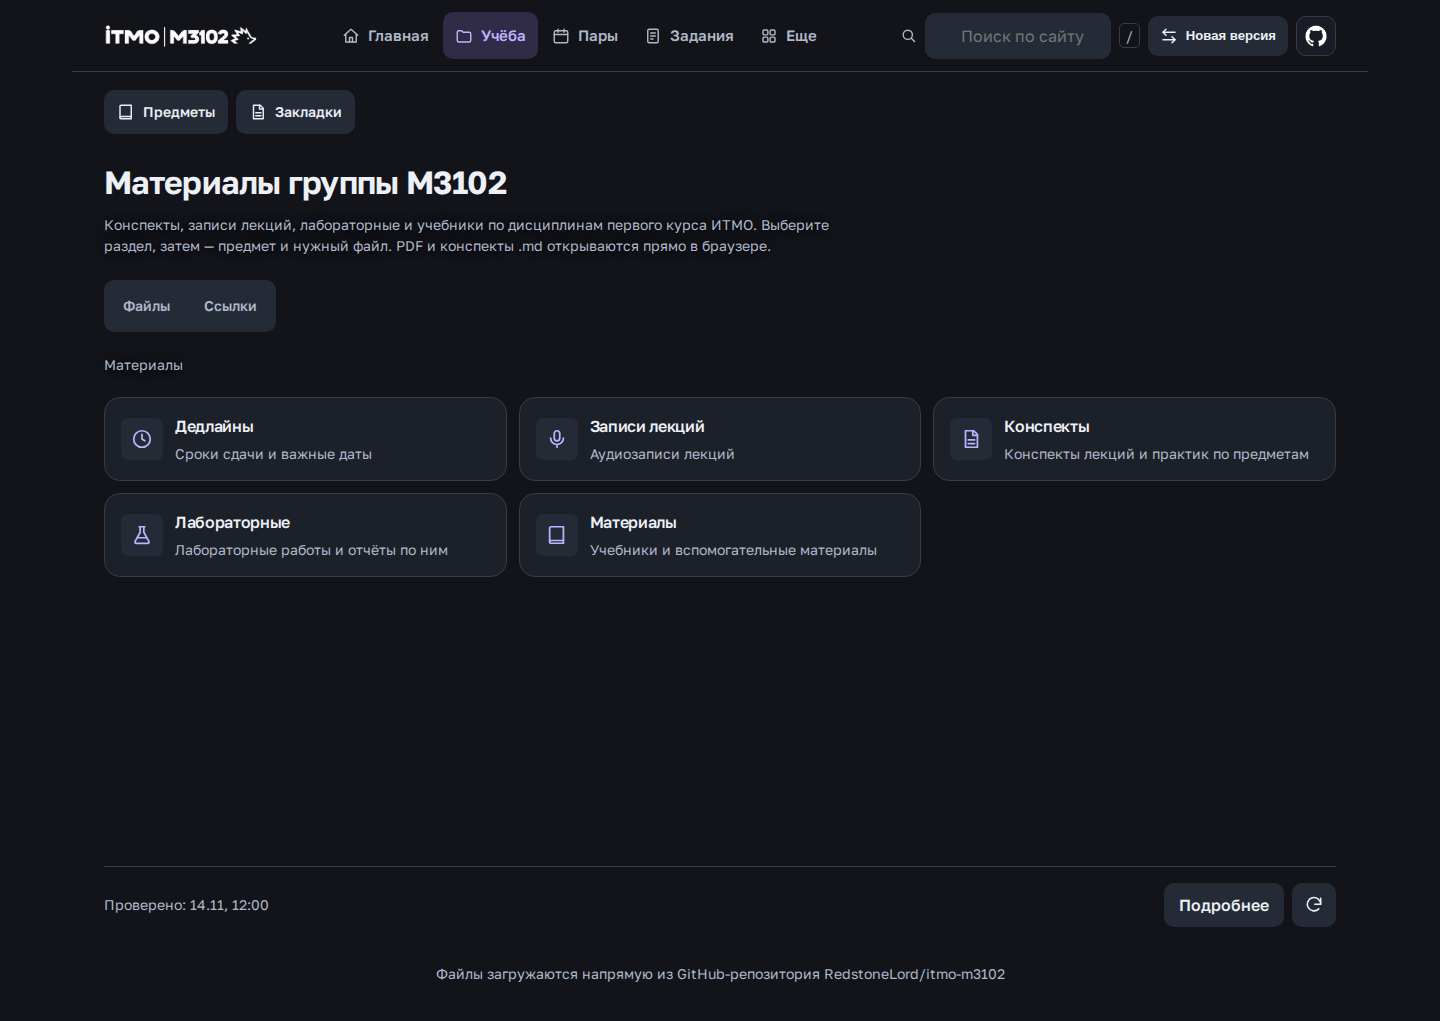 iTMO | M3102
Главная
Учёба
Пары
Задания
Еще
Поиск по сайту
/
Новая версия
Предметы
Закладки
Материалы группы M3102
Конспекты, записи лекций, лабораторные и учебники по дисциплинам первого курса ИТМО. Выберите
раздел, затем — предмет и нужный файл. PDF и конспекты .md открываются прямо в браузере.
Файлы
Ссылки
Материалы
Дедлайны
Сроки сдачи и важные даты
Записи лекций
Аудиозаписи лекций
Конспекты
Конспекты лекций и практик по предметам
Лабораторные
Лабораторные работы и отчёты по ним
Материалы
Учебники и вспомогательные материалы
Проверено: 14.11, 12:00
Подробнее
Файлы загружаются напрямую из GitHub-репозитория RedstoneLord/itmo-m3102